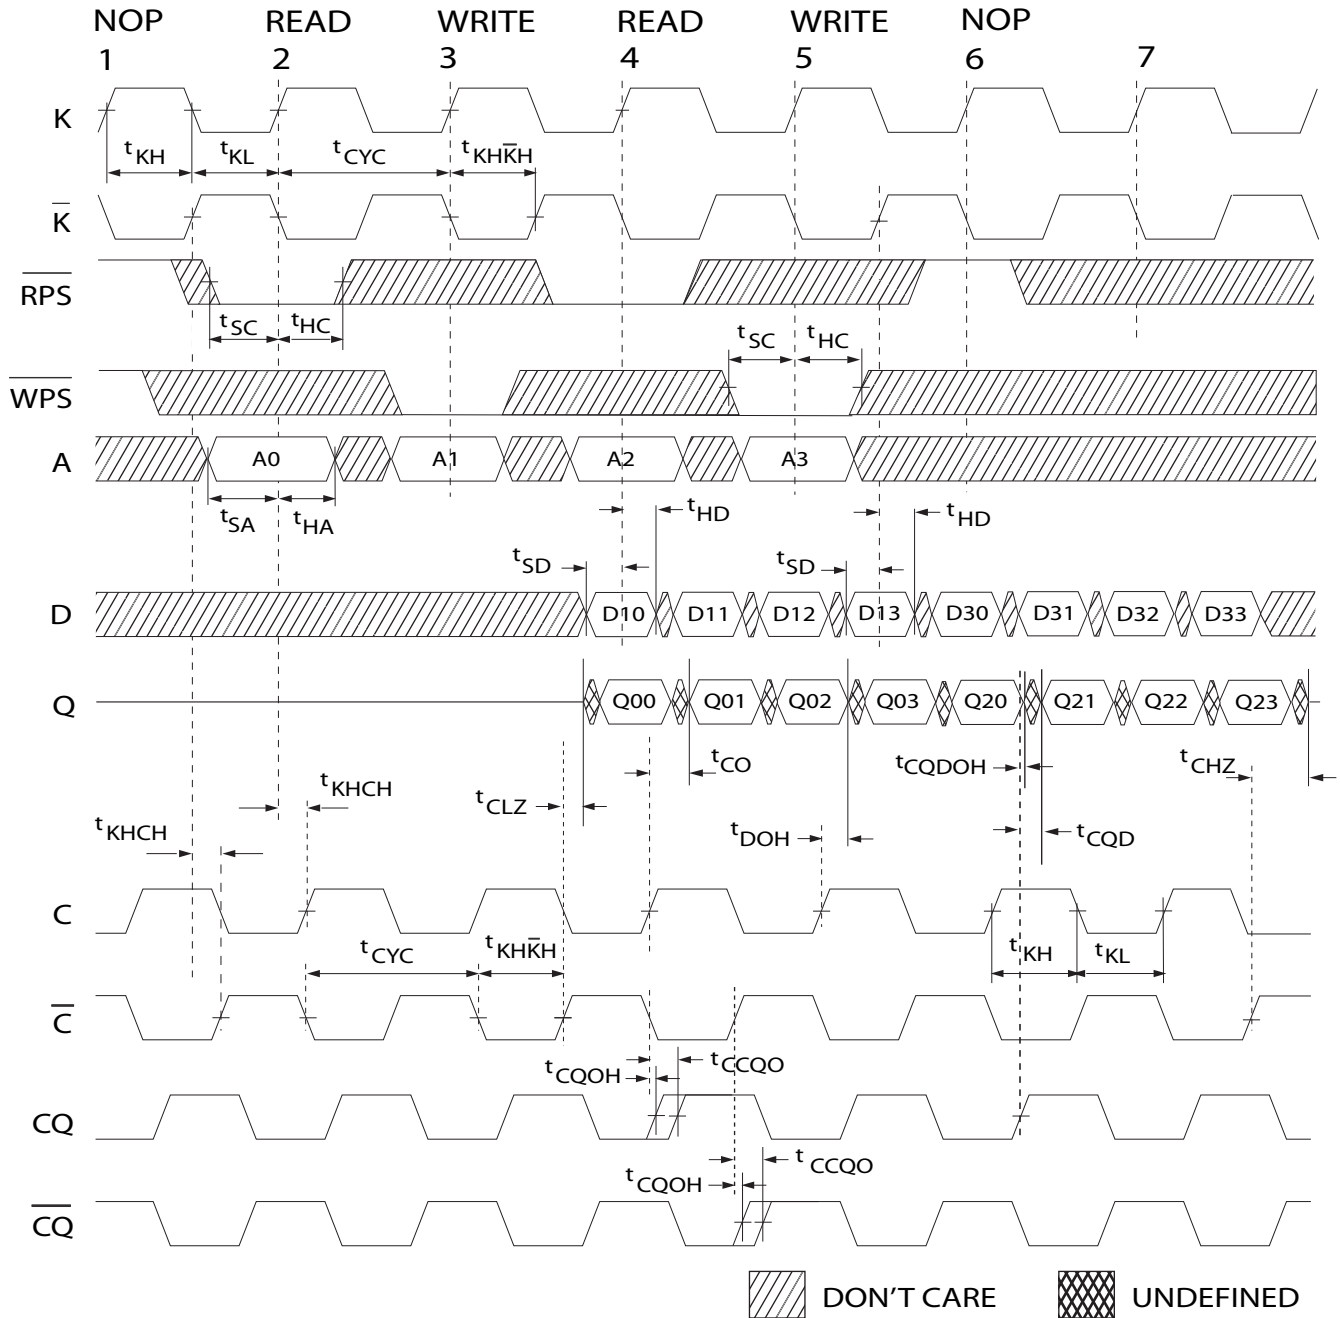 NOP READ WRITE READ WRITE NOP
1 2 3 4 5 6 7
K
tKH tKL tCYC tKHK̅H
K̅
R̅P̅S̅
tSC tHC
tSC tHC
W̅P̅S̅
A A0 A1 A2 A3
tSA tHA
tHD tHD
tSD tSD
D D10 D11 D12 D13 D30 D31 D32 D33
Q Q00 Q01 Q02 Q03 Q20 Q21 Q22 Q23
tCO tCQDOH tCHZ
tKHCH tCLZ
tKHCH tDOH tCQD
C
tCYC tKHK̅H tKH tKL
C̅
tCQOH tCCQO
CQ
tCQOH tCCQO
C̅Q̅
DON'T CARE UNDEFINED